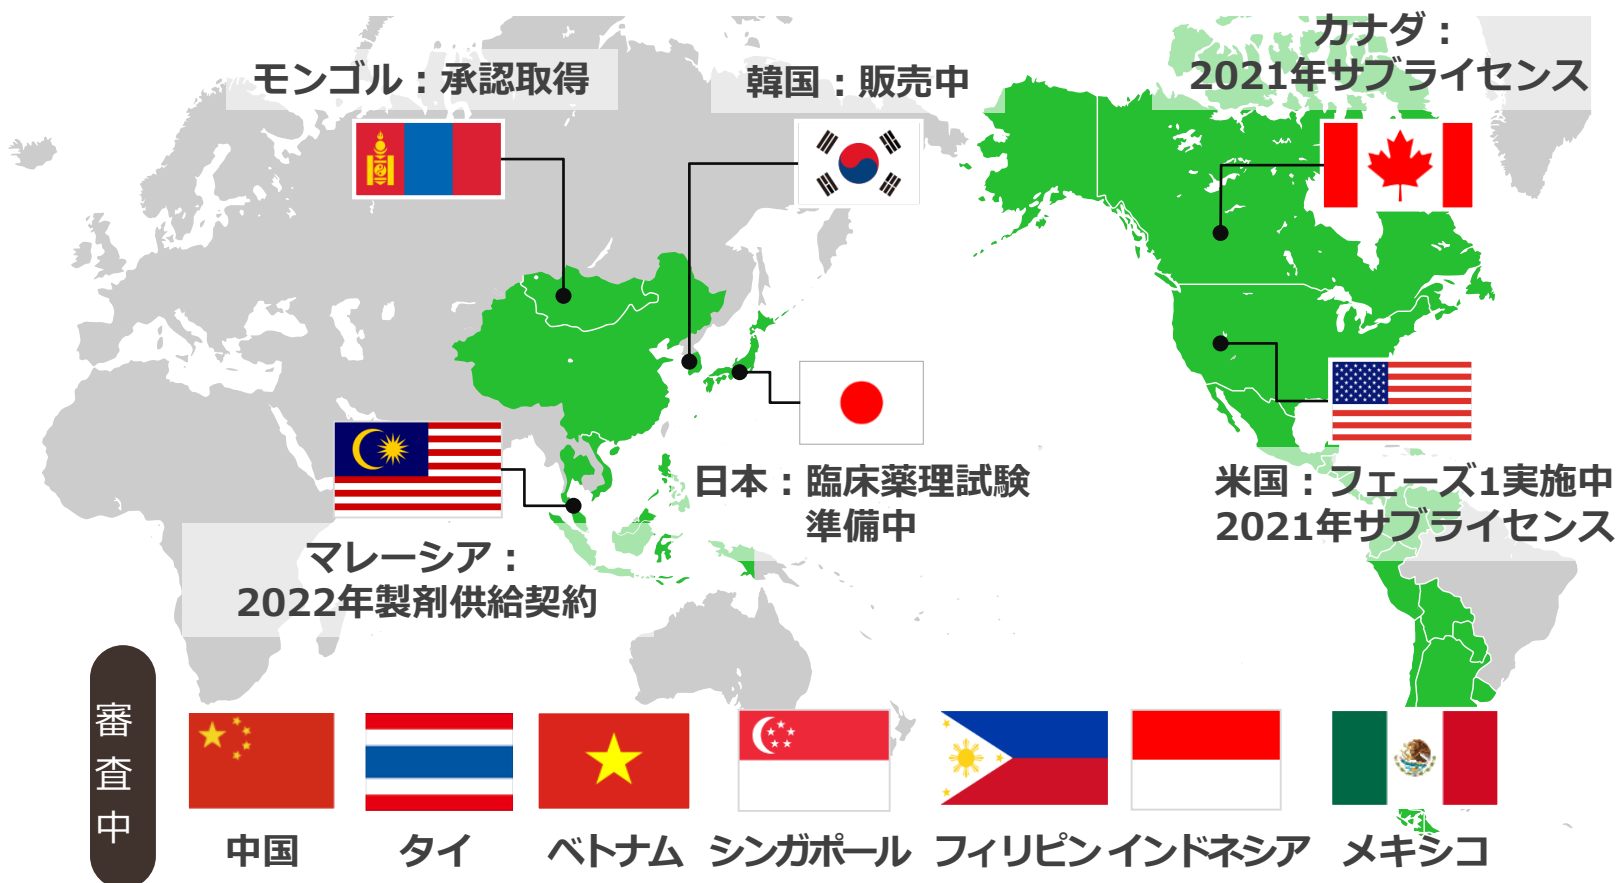 カナダ：
2021年サブライセンス
モンゴル：承認取得
韓国：販売中
日本：臨床薬理試験
準備中
米国：フェーズ1実施中
2021年サブライセンス
マレーシア：
2022年製剤供給契約
審査中
中国
タイ
ベトナム
シンガポール
フィリピン
インドネシア
メキシコ